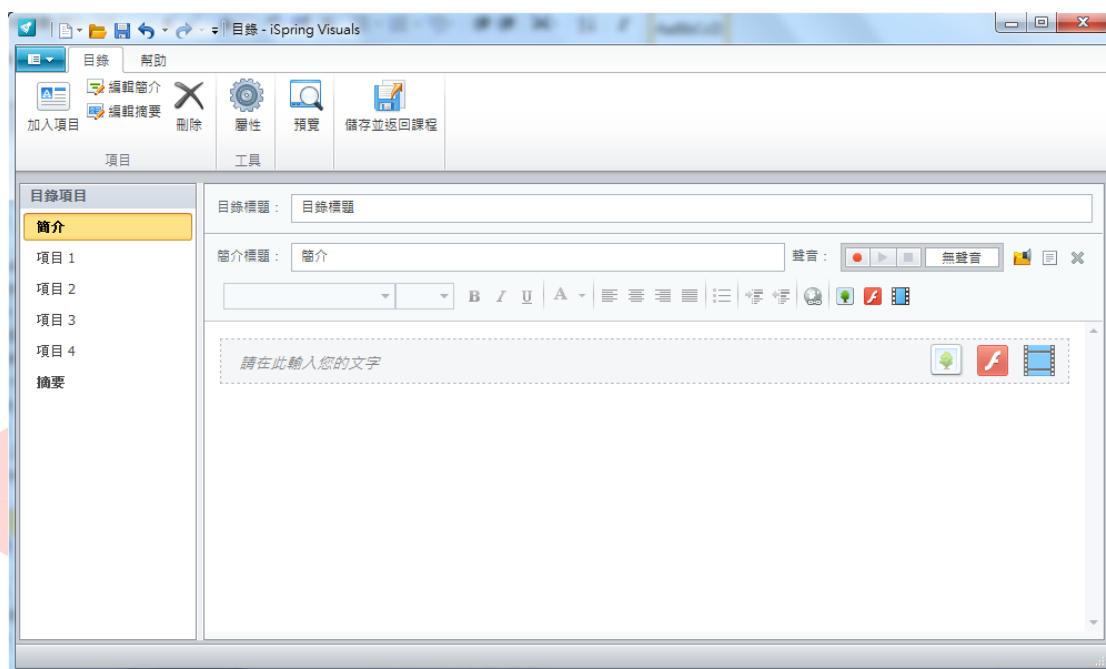 目錄 - iSpring Visuals
目錄 幫助
加入項目
編輯簡介
編輯摘要
刪除
屬性
預覽
儲存並返回課程
項目
工具
目錄項目
簡介
項目 1
項目 2
項目 3
項目 4
摘要
目錄標題： 目錄標題
簡介標題： 簡介
聲音： 無聲音
B I U A
請在此輸入您的文字